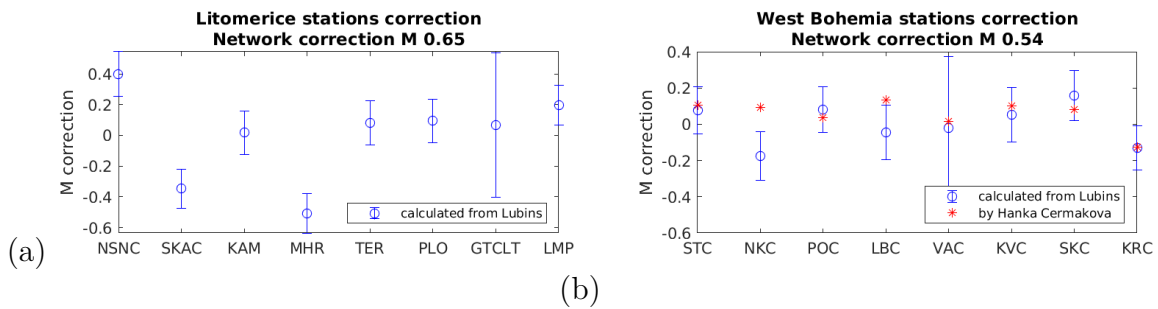 Litomerice stations correction
Network correction M 0.65
M correction
0.4
0.2
0
-0.2
-0.4
-0.6
calculated from Lubins
NSNC SKAC KAM MHR TER PLO GTCLT LMP
(a)
West Bohemia stations correction
Network correction M 0.54
M correction
0.4
0.2
0
-0.2
-0.4
-0.6
calculated from Lubins
by Hanka Cermakova
STC NKC POC LBC VAC KVC SKC KRC
(b)